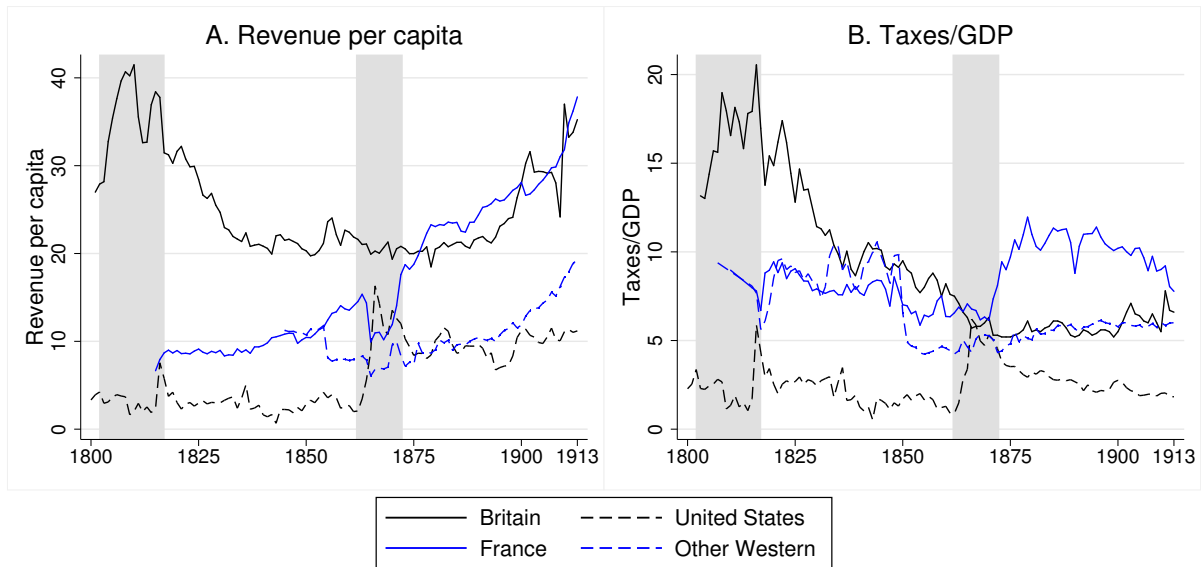 A. Revenue per capita
Revenue per capita
40
30
20
10
0
1800 1825 1850 1875 1900 1913
B. Taxes/GDP
Taxes/GDP
20
15
10
5
0
1800 1825 1850 1875 1900 1913
Britain United States
France Other Western